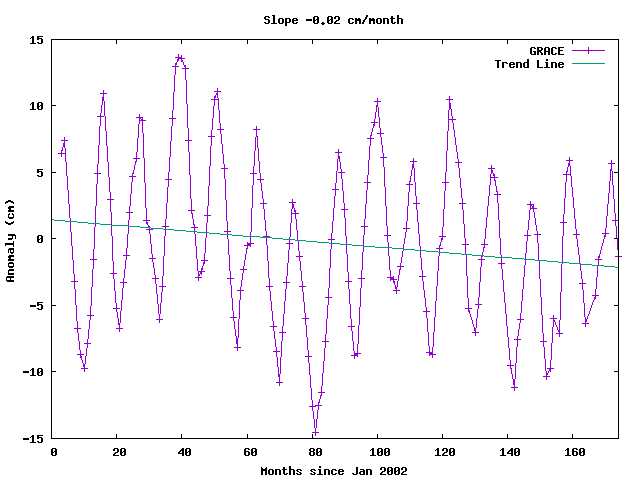 Slope -0.02 cm/month
GRACE
Trend Line
Anomaly (cm)
15
10
5
0
-5
-10
-15
0 20 40 60 80 100 120 140 160
Months since Jan 2002